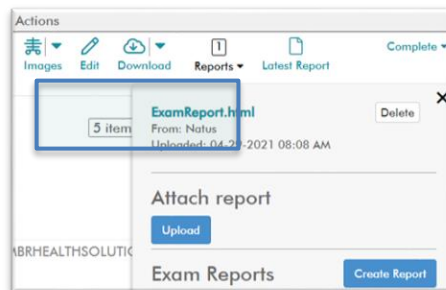 Actions
Images Edit Download 1 Reports Latest Report Complete
5 item
ExamReport.html
Delete
From: Natus
Uploaded: 04-29-2021 08:08 AM
Attach report
Upload
MBRHEALTHSOLUTIO
Exam Reports
Create Report